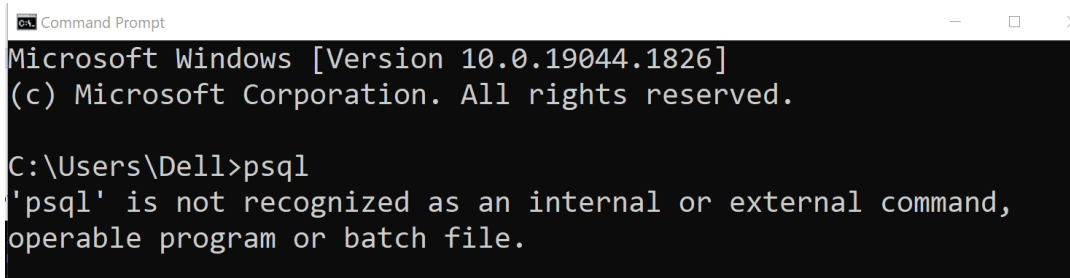 Command Prompt
Microsoft Windows [Version 10.0.19044.1826]
(c) Microsoft Corporation. All rights reserved.
C:\Users\Dell>psql
'psql' is not recognized as an internal or external command,
operable program or batch file.